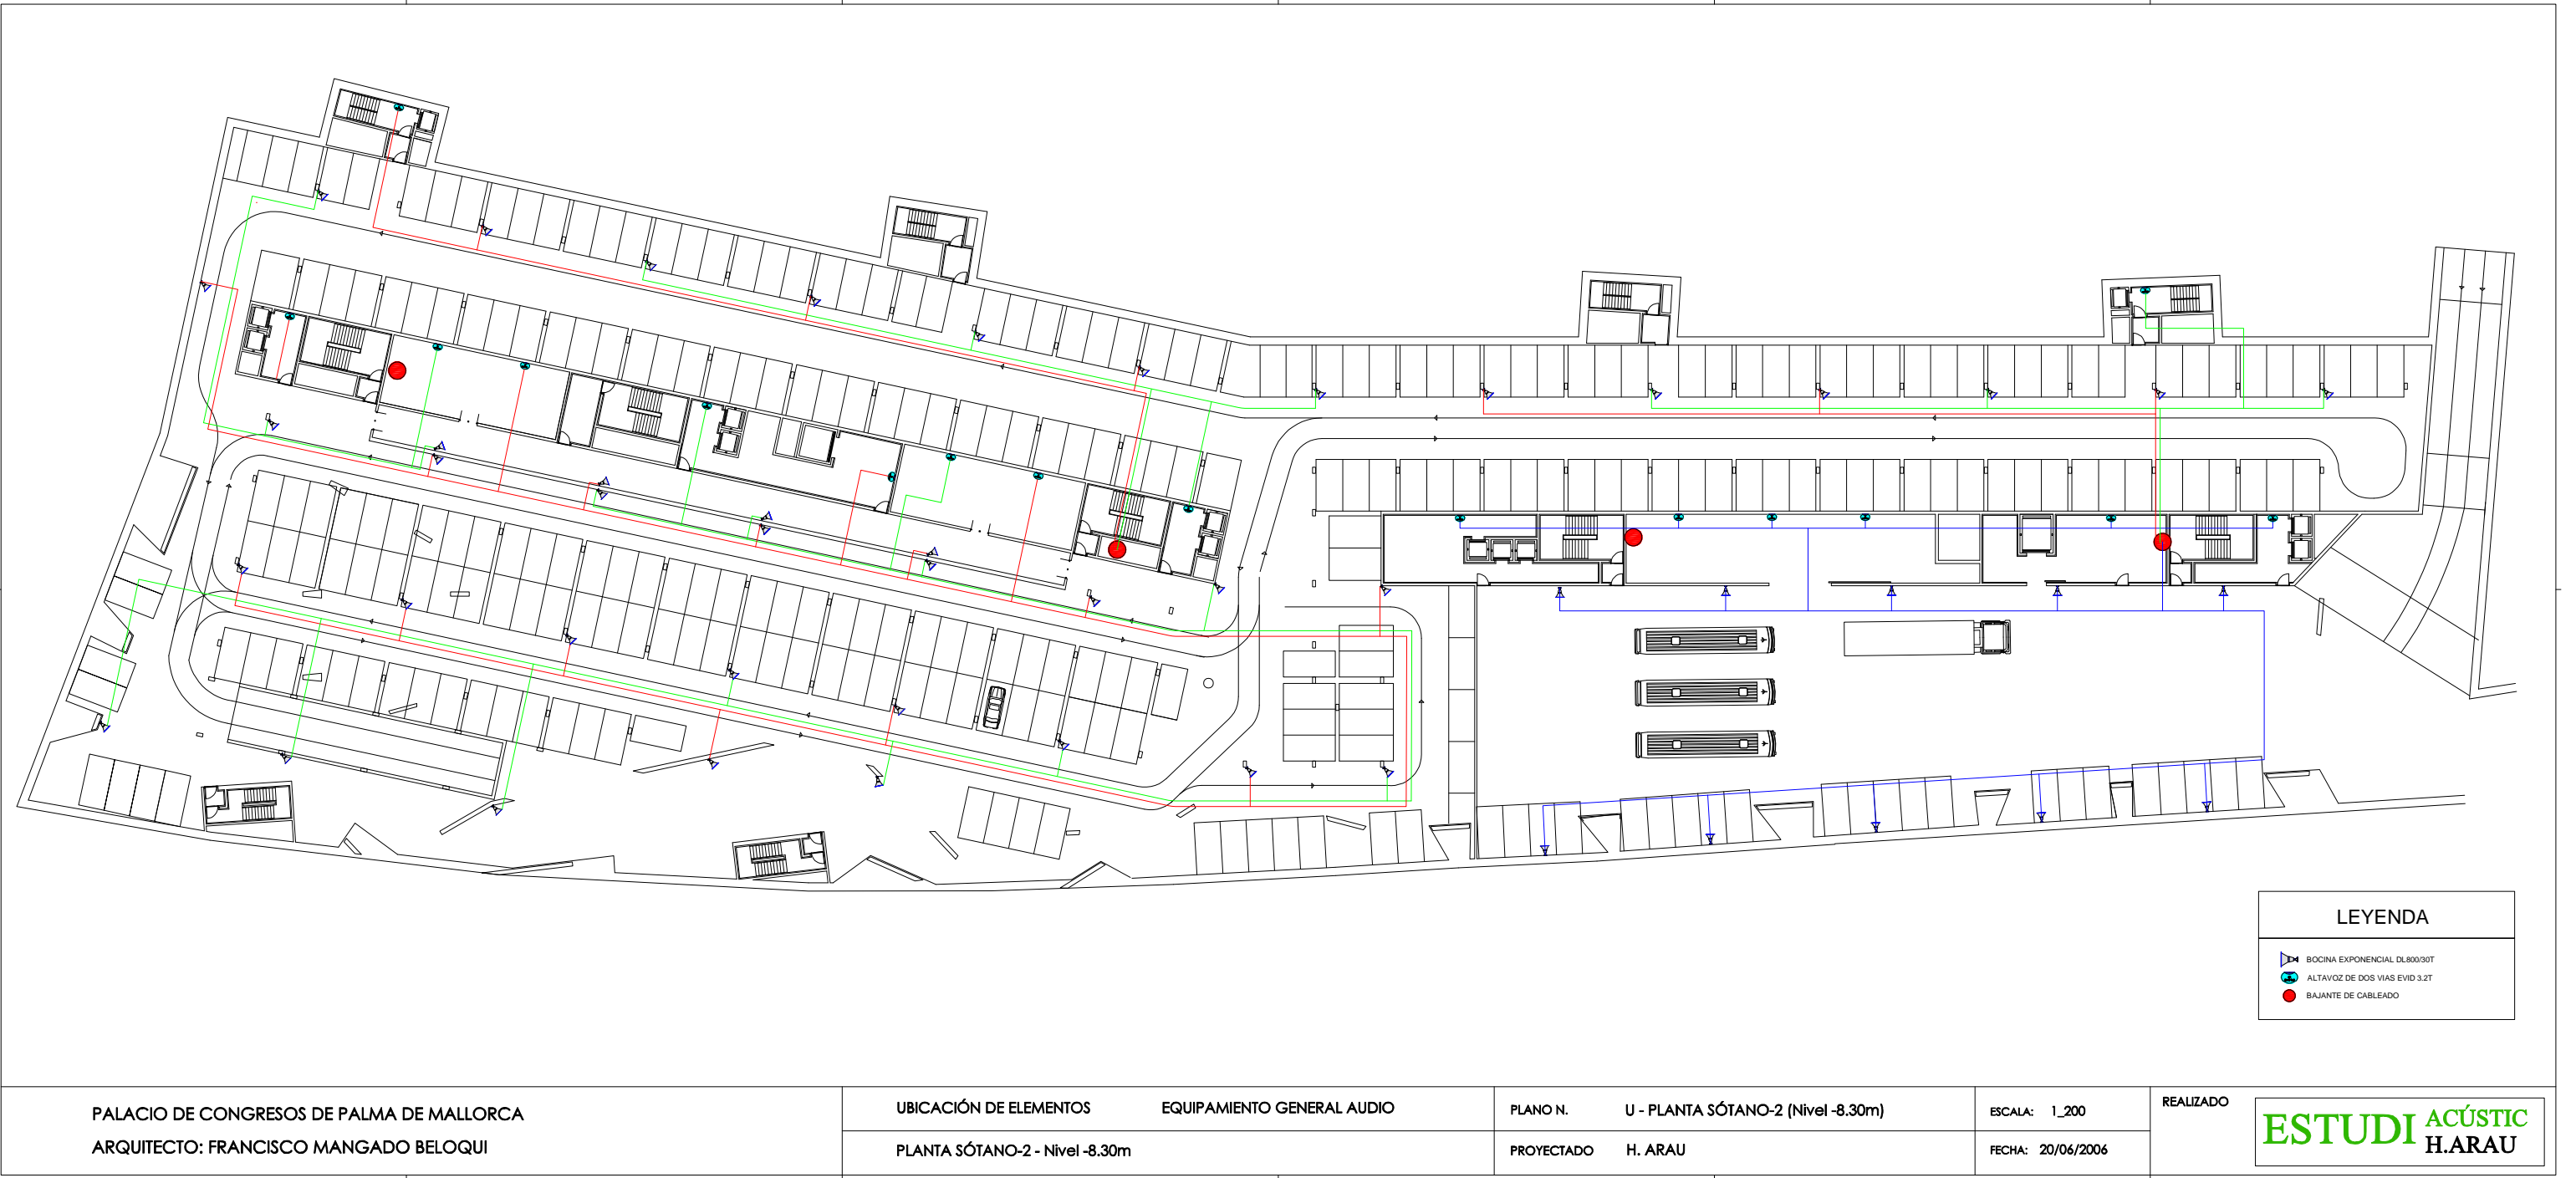 LEYENDA
BOCINA EXPONENCIAL DL800/30T
ALTAVOZ DE DOS VIAS EVID 3.2T
BAJANTE DE CABLEADO
PALACIO DE CONGRESOS DE PALMA DE MALLORCA
ARQUITECTO: FRANCISCO MANGADO BELOQUI
UBICACIÓN DE ELEMENTOS EQUIPAMIENTO GENERAL AUDIO
PLANTA SÓTANO-2 - Nivel -8.30m
PLANO N. U - PLANTA SÓTANO-2 (Nivel -8.30m)
PROYECTADO H. ARAU
ESCALA: 1_200
FECHA: 20/06/2006
REALIZADO
ESTUDI ACÚSTIC
H.ARAU